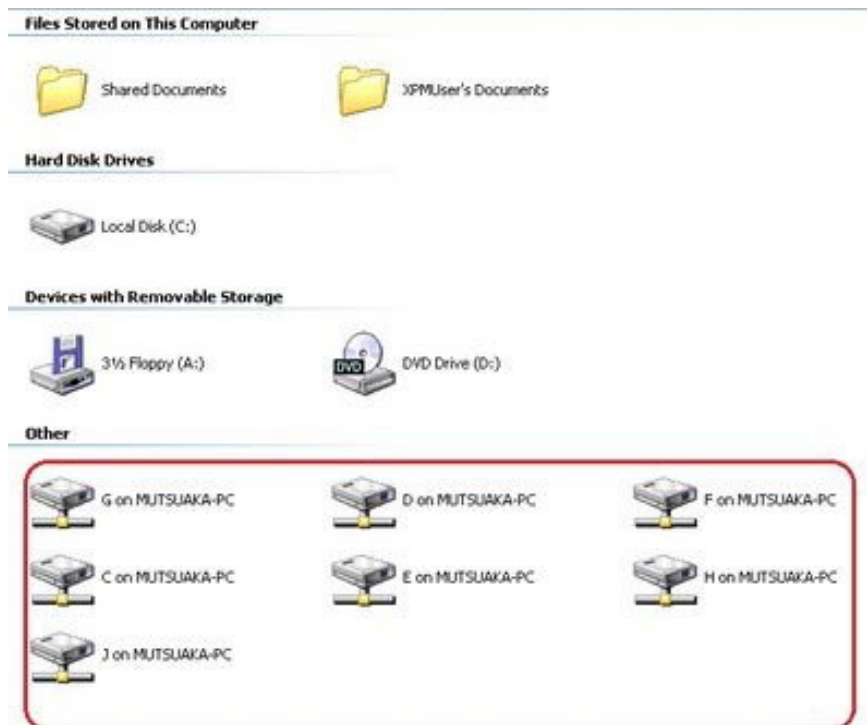 Files Stored on This Computer
Shared Documents XPMUser's Documents
Hard Disk Drives
Local Disk (C:)
Devices with Removable Storage
3½ Floppy (A:) DVD DVD Drive (D:)
Other
G on MUTSUAKA-PC D on MUTSUAKA-PC F on MUTSUAKA-PC
C on MUTSUAKA-PC E on MUTSUAKA-PC H on MUTSUAKA-PC
J on MUTSUAKA-PC